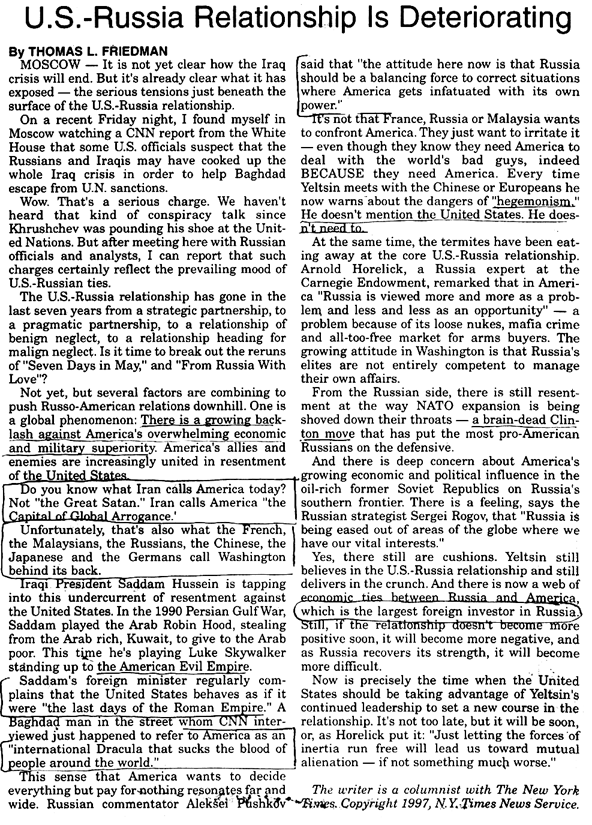 U.S.-Russia Relationship Is Deteriorating
By THOMAS L. FRIEDMAN
MOSCOW — It is not yet clear how the Iraq
crisis will end. But it's already clear what it has
exposed — the serious tensions just beneath the
surface of the U.S.-Russia relationship.
On a recent Friday night, I found myself in
Moscow watching a CNN report from the White
House that some U.S. officials suspect that the
Russians and Iraqis may have cooked up the
whole Iraq crisis in order to help Baghdad
escape from U.N. sanctions.
Wow. That's a serious charge. We haven't
heard that kind of conspiracy talk since
Khrushchev was pounding his shoe at the Unit-
ed Nations. But after meeting here with Russian
officials and analysts, I can report that such
charges certainly reflect the prevailing mood of
U.S.-Russian ties.
The U.S.-Russia relationship has gone in the
last seven years from a strategic partnership, to
a pragmatic partnership, to a relationship of
benign neglect, to a relationship heading for
malign neglect. Is it time to break out the reruns
of "Seven Days in May," and "From Russia With
Love"?
Not yet, but several factors are combining to
push Russo-American relations downhill. One is
a global phenomenon: There is a growing back-
lash against America's overwhelming economic
and military superiority. America's allies and
enemies are increasingly united in resentment
of the United States.
Do you know what Iran calls America today?
Not "the Great Satan." Iran calls America "the
Capital of Global Arrogance.'
Unfortunately, that's also what the French,
the Malaysians, the Russians, the Chinese, the
Japanese and the Germans call Washington
behind its back.
Iraqi President Saddam Hussein is tapping
into this undercurrent of resentment against
the United States. In the 1990 Persian Gulf War,
Saddam played the Arab Robin Hood, stealing
from the Arab rich, Kuwait, to give to the Arab
poor. This time he's playing Luke Skywalker
standing up to the American Evil Empire.
Saddam's foreign minister regularly com-
plains that the United States behaves as if it
were "the last days of the Roman Empire." A
Baghdad man in the street whom CNN inter-
viewed just happened to refer to America as an
"international Dracula that sucks the blood of
people around the world."
This sense that America wants to decide
everything but pay for nothing resonates far and
wide. Russian commentator Aleksei Pushkov
said that "the attitude here now is that Russia
should be a balancing force to correct situations
where America gets infatuated with its own
power."
It's not that France, Russia or Malaysia wants
to confront America. They just want to irritate it
— even though they know they need America to
deal with the world's bad guys, indeed
BECAUSE they need America. Every time
Yeltsin meets with the Chinese or Europeans he
now warns about the dangers of "hegemonism."
He doesn't mention the United States. He does-
n't need to.
At the same time, the termites have been eat-
ing away at the core U.S.-Russia relationship.
Arnold Horelick, a Russia expert at the
Carnegie Endowment, remarked that in Ameri-
ca "Russia is viewed more and more as a prob-
lem and less and less as an opportunity" — a
problem because of its loose nukes, mafia crime
and all-too-free market for arms buyers. The
growing attitude in Washington is that Russia's
elites are not entirely competent to manage
their own affairs.
From the Russian side, there is still resent-
ment at the way NATO expansion is being
shoved down their throats — a brain-dead Clin-
ton move that has put the most pro-American
Russians on the defensive.
And there is deep concern about America's
growing economic and political influence in the
oil-rich former Soviet Republics on Russia's
southern frontier. There is a feeling, says the
Russian strategist Sergei Rogov, that "Russia is
being eased out of areas of the globe where we
have our vital interests."
Yes, there still are cushions. Yeltsin still
believes in the U.S.-Russia relationship and still
delivers in the crunch. And there is now a web of
economic ties between Russia and America,
which is the largest foreign investor in Russia.
Still, if the relationship doesn't become more
positive soon, it will become more negative, and
as Russia recovers its strength, it will become
more difficult.
Now is precisely the time when the United
States should be taking advantage of Yeltsin's
continued leadership to set a new course in the
relationship. It's not too late, but it will be soon,
or, as Horelick put it: "Just letting the forces of
inertia run free will lead us toward mutual
alienation — if not something much worse."
The writer is a columnist with The New York
Times. Copyright 1997, N.Y. Times News Service.